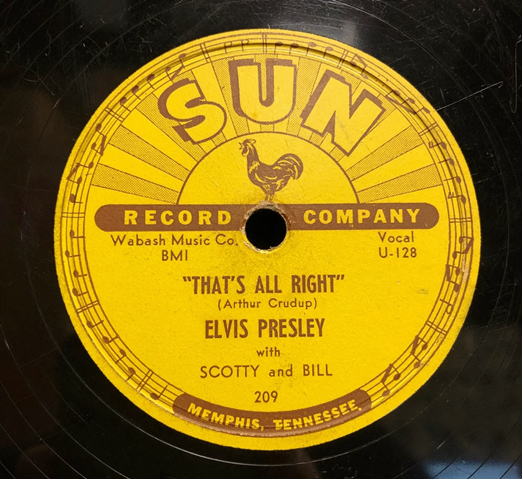 SUN
RECORD COMPANY
Wabash Music Co.
BMI
Vocal
U-128
"THAT'S ALL RIGHT"
(Arthur Crudup)
ELVIS PRESLEY
with
SCOTTY and BILL
209
MEMPHIS, TENNESSEE.